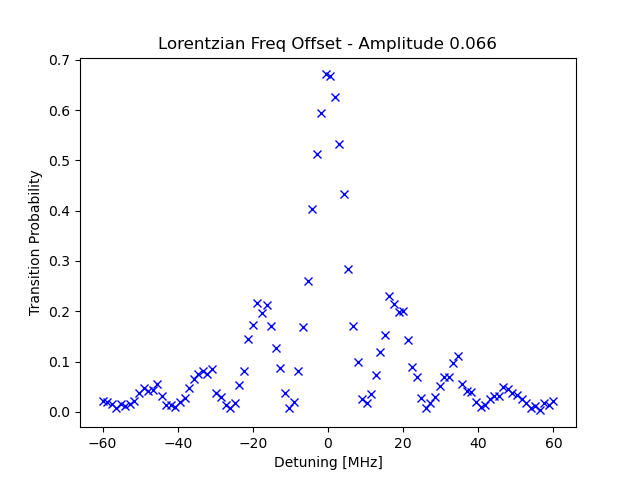 Lorentzian Freq Offset - Amplitude 0.066
0.7
0.6
0.5
0.4
0.3
0.2
0.1
0.0
Transition Probability
−60 −40 −20 0 20 40 60
Detuning [MHz]